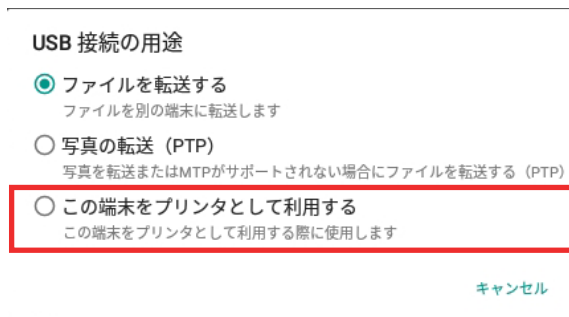 USB 接続の用途
ファイルを転送する
ファイルを別の端末に転送します
写真の転送（PTP）
写真を転送またはMTPがサポートされない場合にファイルを転送する（PTP）
この端末をプリンタとして利用する
この端末をプリンタとして利用する際に使用します
キャンセル